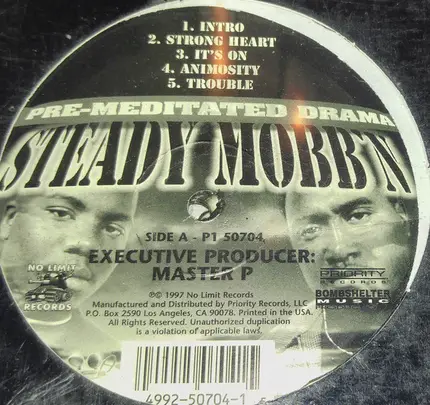 1. INTRO
2. STRONG HEART
3. IT'S ON
4. ANIMOSITY
5. TROUBLE
PRE-MEDITATED DRAMA
STEADY MOBB'N
SIDE A - P1 50704
EXECUTIVE PRODUCER:
MASTER P
NO LIMIT
RECORDS
PRIORITY
RECORDS
BOMBSHELTER
MUSIC
℗© 1997 No Limit Records
Manufactured and Distributed by Priority Records, LLC
P.O. Box 2590 Los Angeles, CA 90078. Printed in the USA.
All Rights Reserved. Unauthorized duplication
is a violation of applicable laws.
4992-50704-1